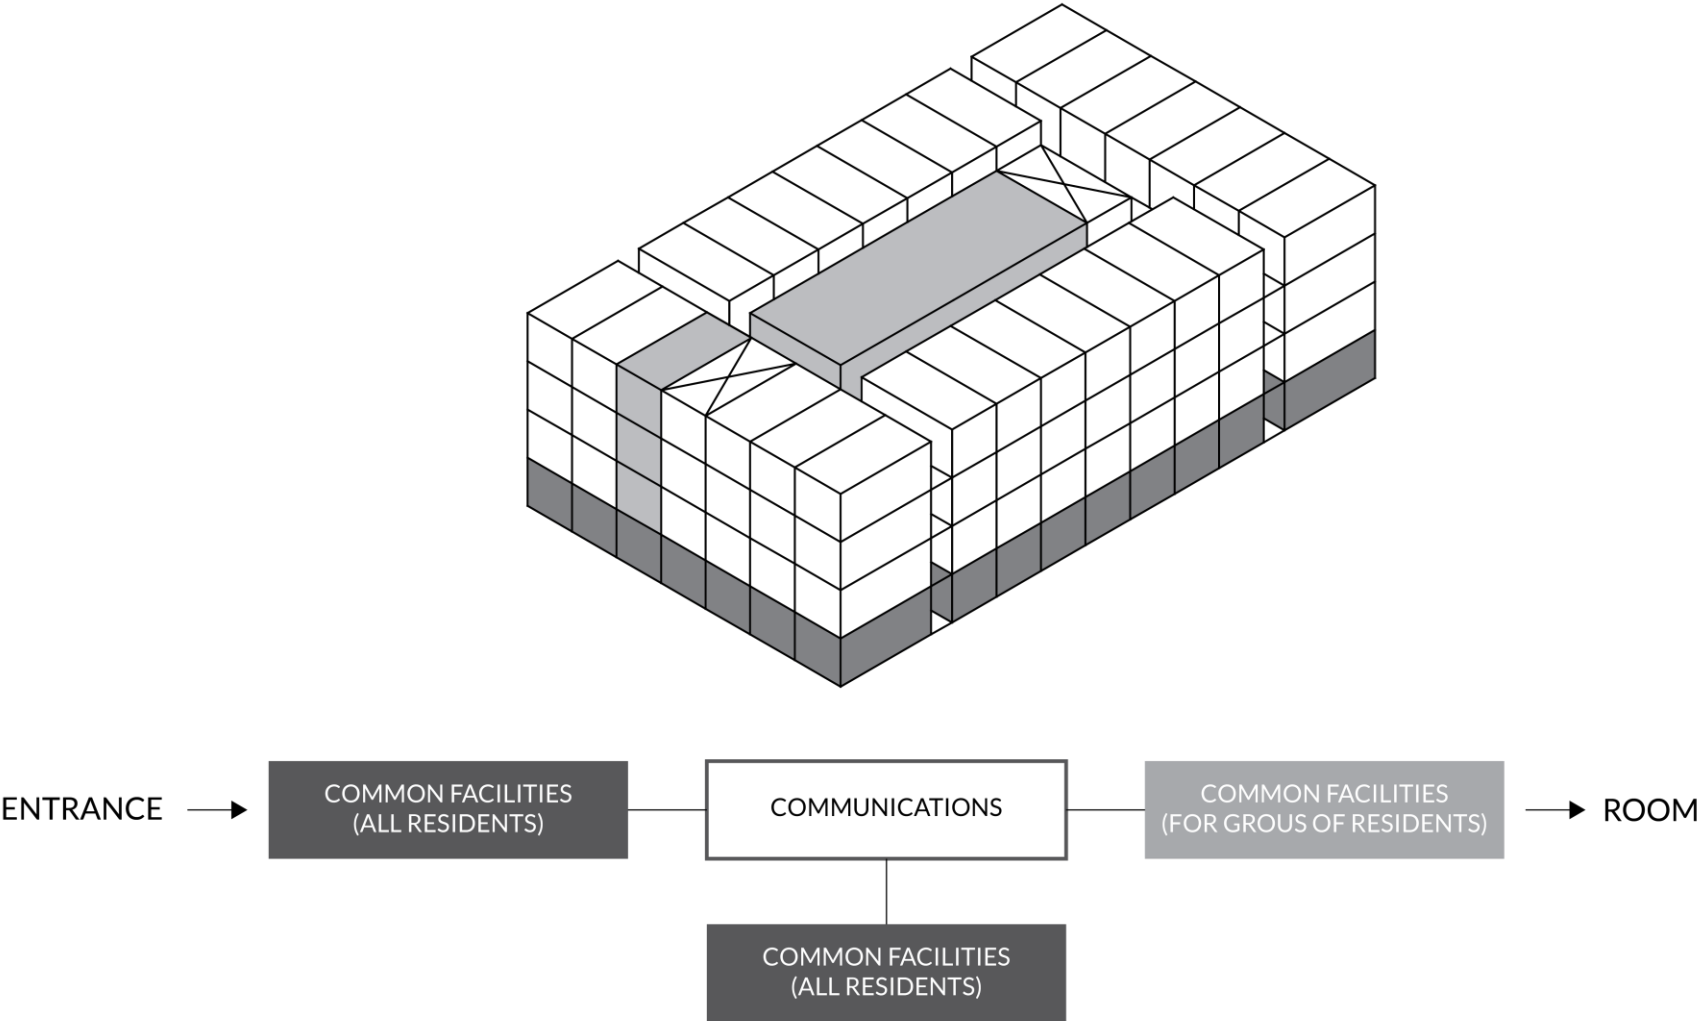 ENTRANCE
COMMON FACILITIES
(ALL RESIDENTS)
COMMUNICATIONS
COMMON FACILITIES
(FOR GROUS OF RESIDENTS)
ROOM
COMMON FACILITIES
(ALL RESIDENTS)